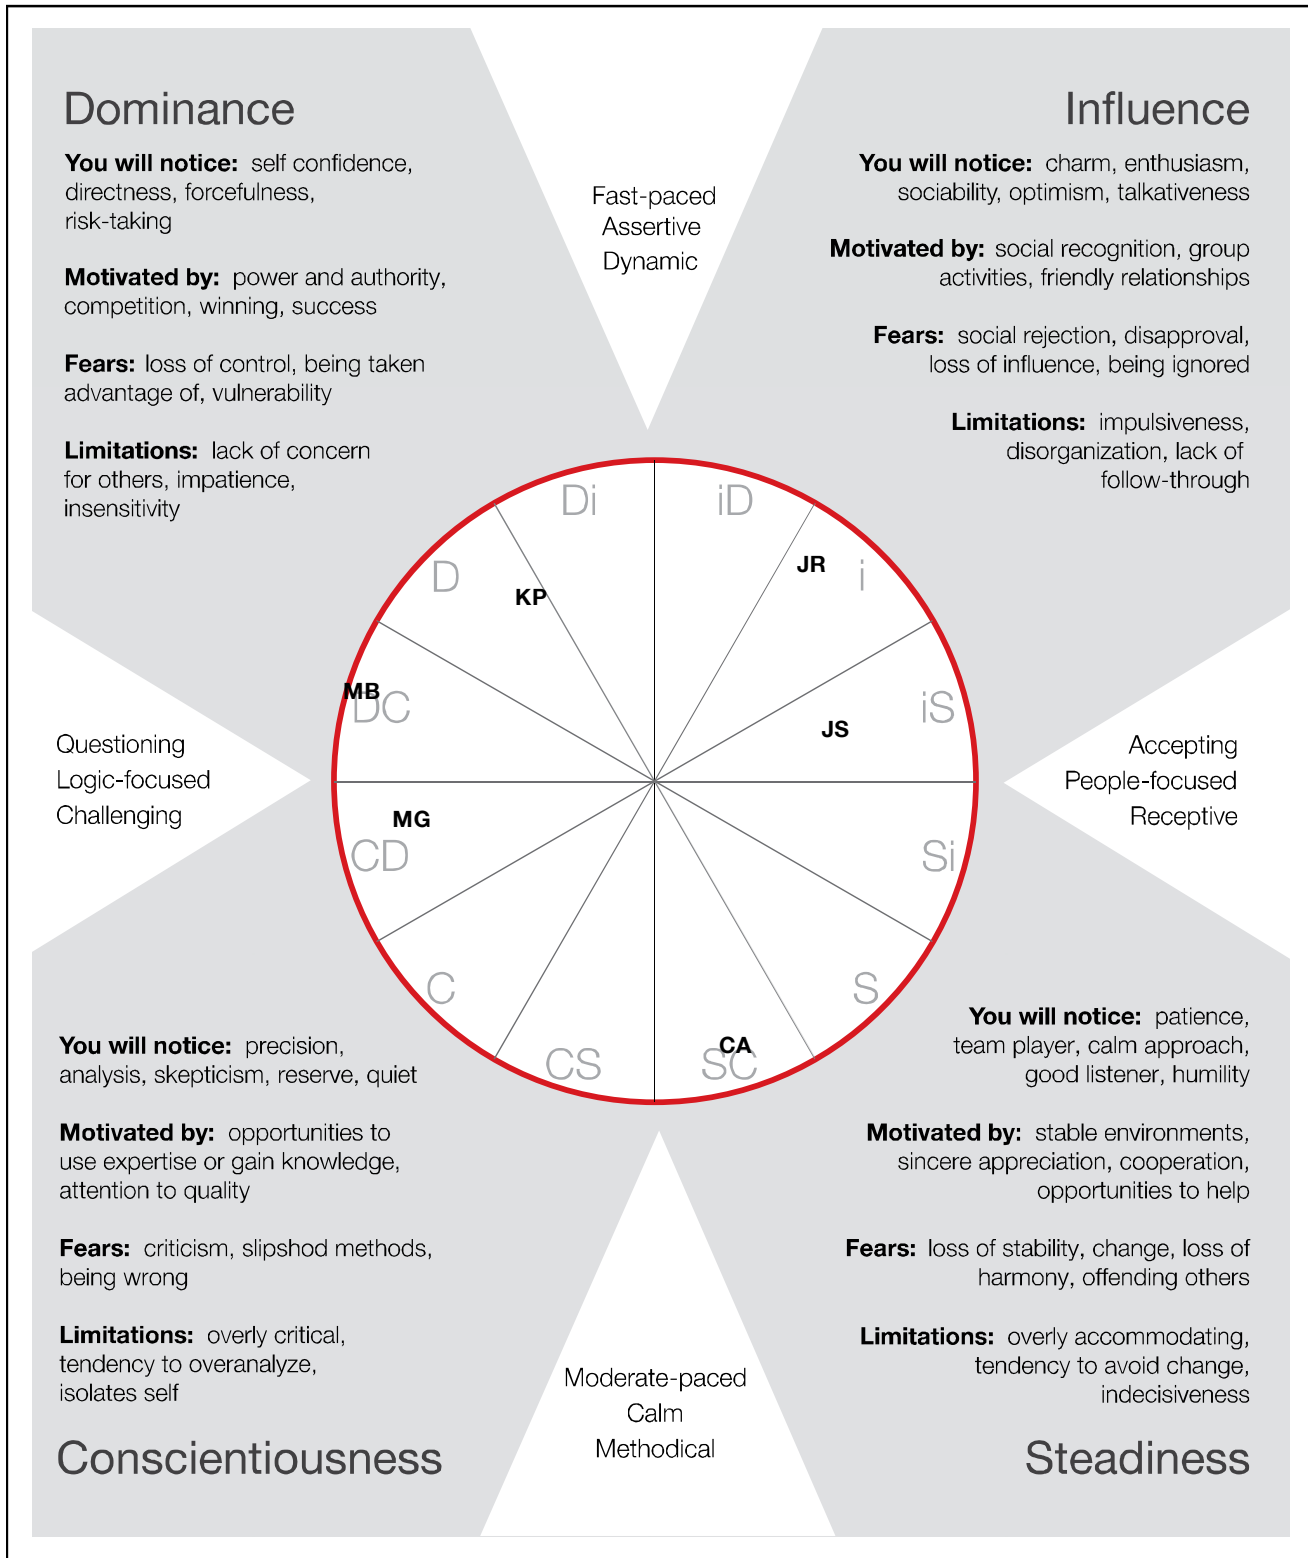 Dominance
You will notice: self confidence,
directness, forcefulness,
risk-taking
Motivated by: power and authority,
competition, winning, success
Fears: loss of control, being taken
advantage of, vulnerability
Limitations: lack of concern
for others, impatience,
insensitivity
Fast-paced
Assertive
Dynamic
Influence
You will notice: charm, enthusiasm,
sociability, optimism, talkativeness
Motivated by: social recognition, group
activities, friendly relationships
Fears: social rejection, disapproval,
loss of influence, being ignored
Limitations: impulsiveness,
disorganization, lack of
follow-through
Di
iD
D
KP
JR
i
MB
DC
JS
iS
Questioning
Logic-focused
Challenging
Accepting
People-focused
Receptive
MG
CD
Si
C
S
CS
CA
SC
You will notice: precision,
analysis, skepticism, reserve, quiet
Motivated by: opportunities to
use expertise or gain knowledge,
attention to quality
Fears: criticism, slipshod methods,
being wrong
Limitations: overly critical,
tendency to overanalyze,
isolates self
Conscientiousness
Moderate-paced
Calm
Methodical
You will notice: patience,
team player, calm approach,
good listener, humility
Motivated by: stable environments,
sincere appreciation, cooperation,
opportunities to help
Fears: loss of stability, change, loss of
harmony, offending others
Limitations: overly accommodating,
tendency to avoid change,
indecisiveness
Steadiness